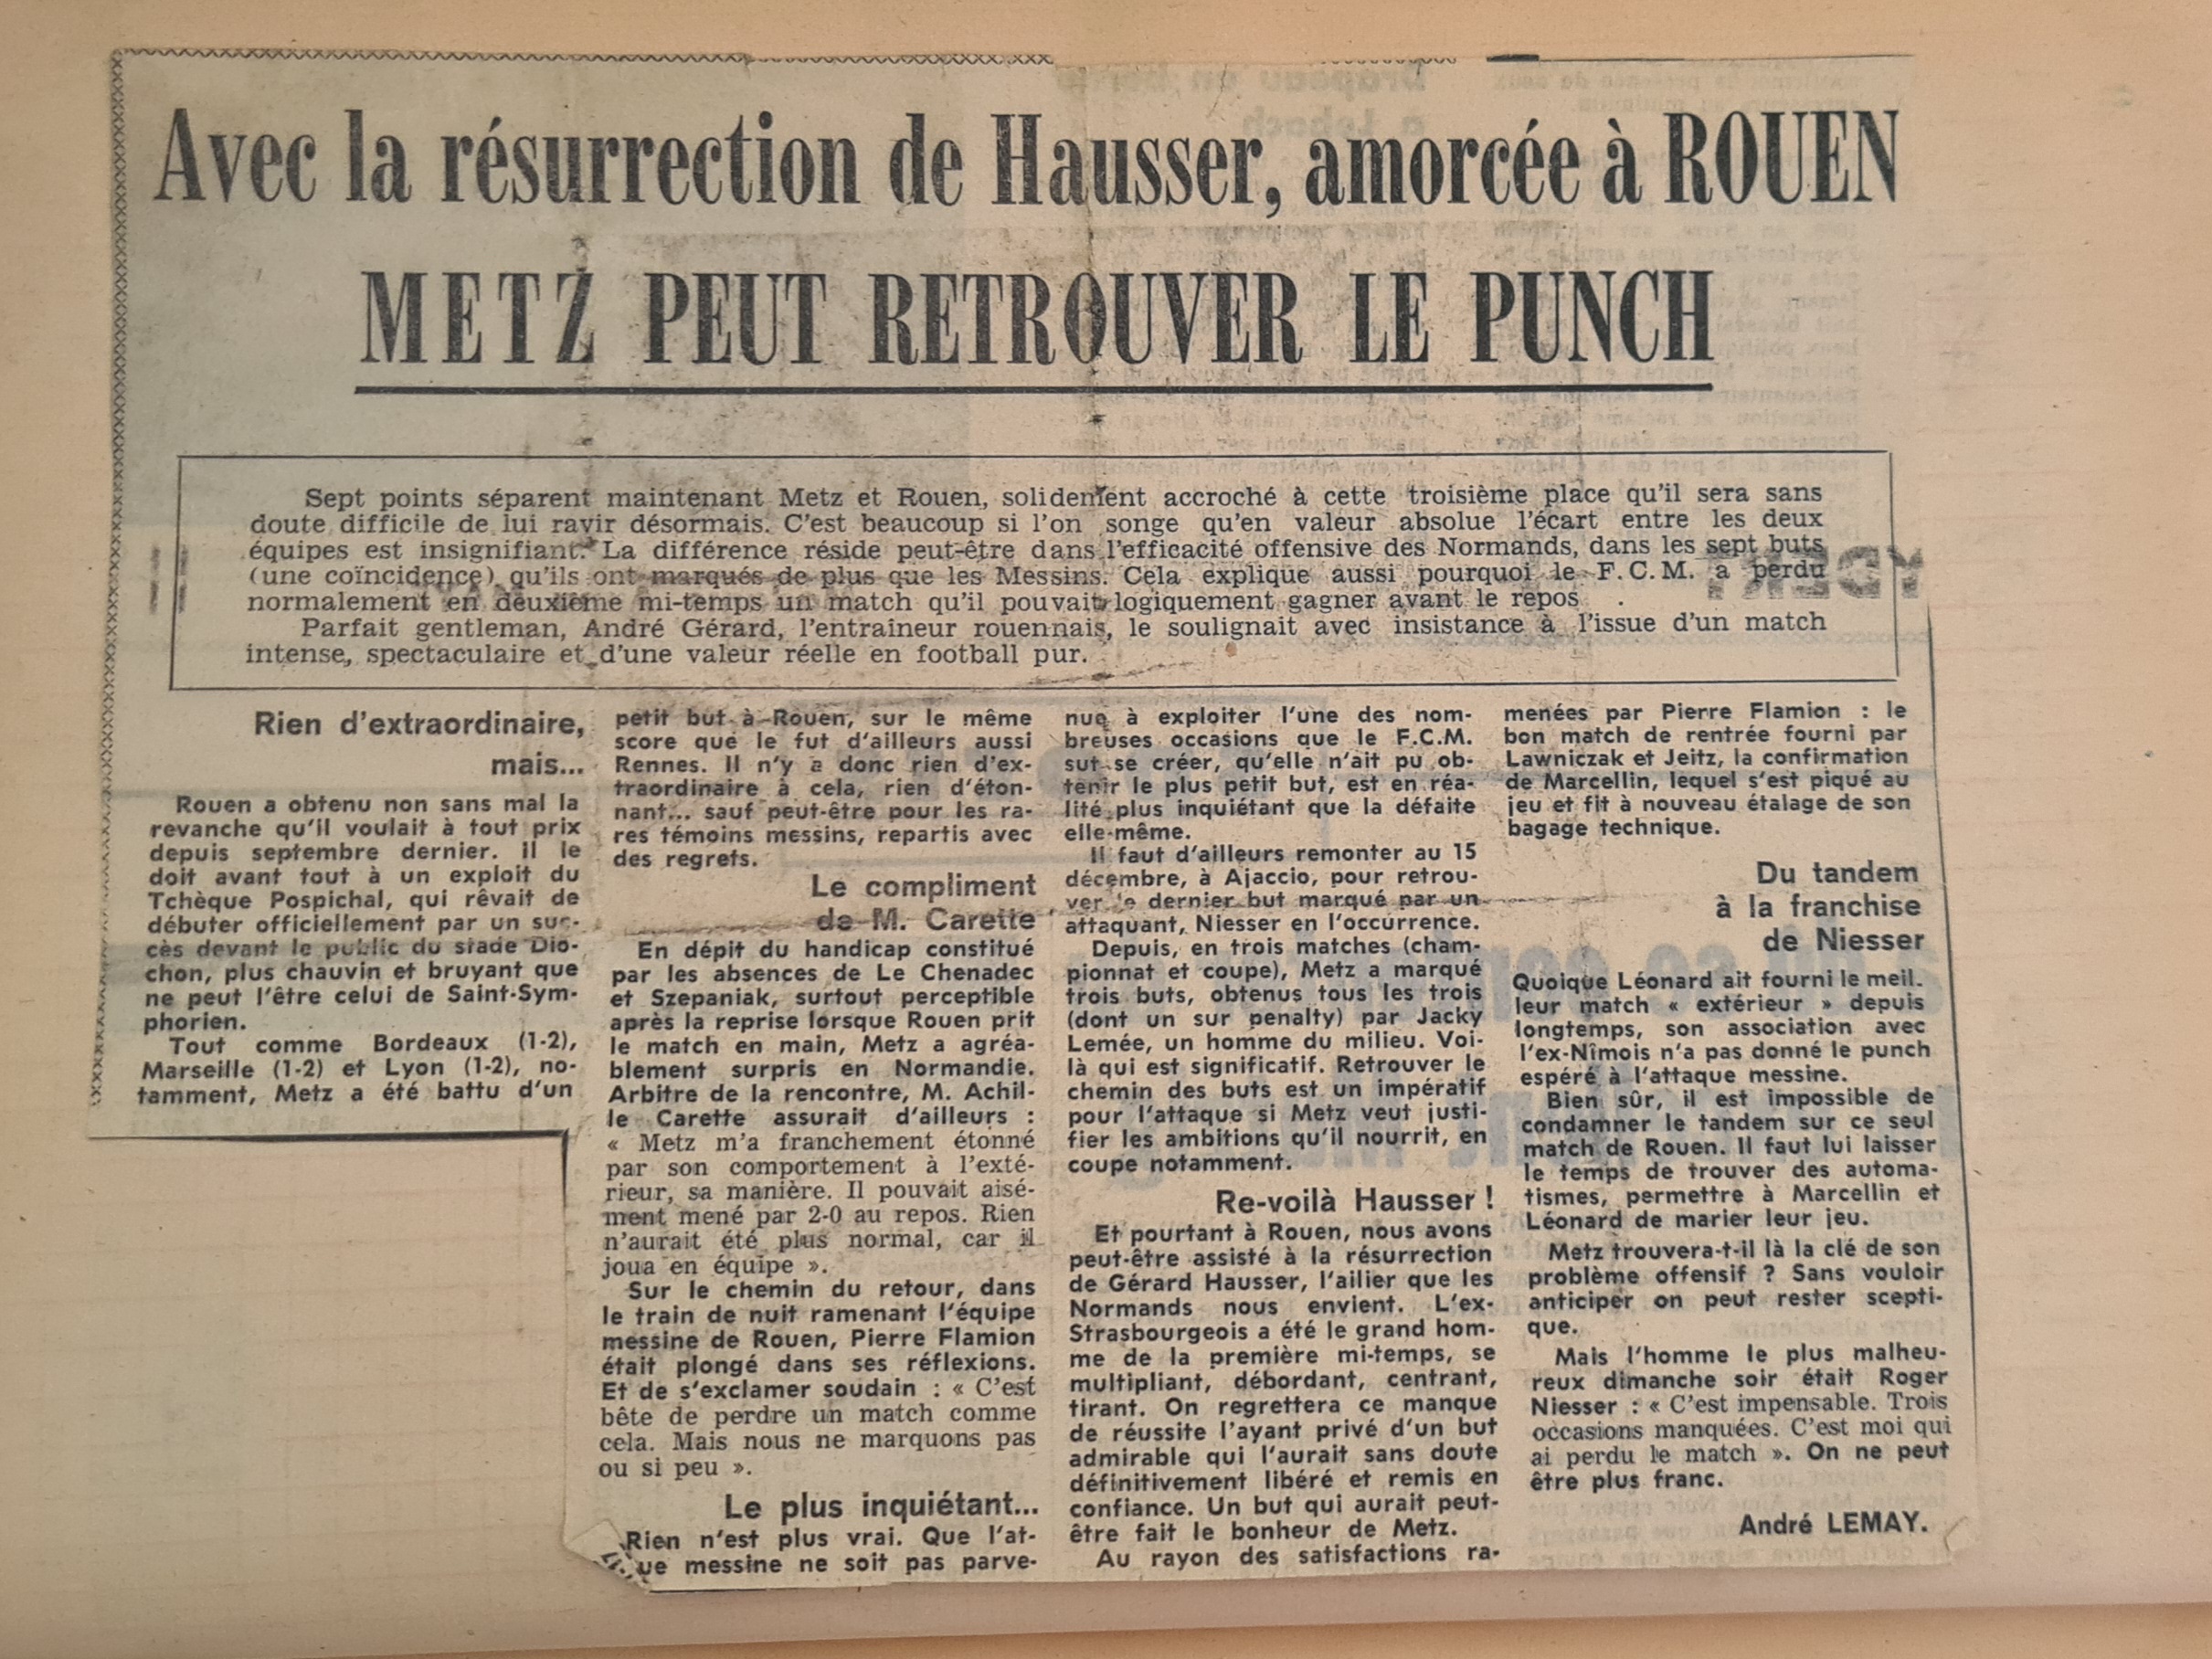 Avec la résurrection de Hausser, amorcée à ROUEN
METZ PEUT RETROUVER LE PUNCH
Sept points séparent maintenant Metz et Rouen, solidement accroché à cette troisième place qu'il sera sans
doute difficile de lui ravir désormais. C'est beaucoup si l'on songe qu'en valeur absolue l'écart entre les deux
équipes est insignifiant. La différence réside peut-être dans l'efficacité offensive des Normands, dans les sept buts
(une coïncidence) qu'ils ont marqués de plus que les Messins. Cela explique aussi pourquoi le F.C.M. a perdu
normalement en deuxième mi-temps un match qu'il pouvait logiquement gagner avant le repos.
Parfait gentleman, André Gérard, l'entraîneur rouennais, le soulignait avec insistance à l'issue d'un match
intense, spectaculaire et d'une valeur réelle en football pur.
Rien d'extraordinaire,
mais...
Rouen a obtenu non sans mal la
revanche qu'il voulait à tout prix
depuis septembre dernier. Il le
doit avant tout à un exploit du
Tchèque Pospichal, qui rêvait de
débuter officiellement par un suc-
cès devant le public du stade Dio-
chon, plus chauvin et bruyant que
ne peut l'être celui de Saint-Sym-
phorien.
Tout comme Bordeaux (1-2),
Marseille (1-2) et Lyon (1-2), no-
tamment, Metz a été battu d'un
petit but à Rouen, sur le même
score que le fut d'ailleurs aussi
Rennes. Il n'y a donc rien d'ex-
traordinaire à cela, rien d'éton-
nant... sauf peut-être pour les ra-
res témoins messins, repartis avec
des regrets.
Le compliment
de M. Carette
En dépit du handicap constitué
par les absences de Le Chenadec
et Szepaniak, surtout perceptible
après la reprise lorsque Rouen prit
le match en main, Metz a agréa-
blement surpris en Normandie.
Arbitre de la rencontre, M. Achil-
le Carette assurait d'ailleurs :
« Metz m'a franchement étonné
par son comportement à l'exté-
rieur, sa manière. Il pouvait aisé-
ment mené par 2-0 au repos. Rien
n'aurait été plus normal, car il
joua en équipe ».
Sur le chemin du retour, dans
le train de nuit ramenant l'équipe
messine de Rouen, Pierre Flamion
était plongé dans ses réflexions.
Et de s'exclamer soudain : « C'est
bête de perdre un match comme
cela. Mais nous ne marquons pas
ou si peu ».
Le plus inquiétant...
Rien n'est plus vrai. Que l'at-
ue messine ne soit pas parve-
nue à exploiter l'une des nom-
breuses occasions que le F.C.M.
sut se créer, qu'elle n'ait pu ob-
tenir le plus petit but, est en réa-
lité plus inquiétant que la défaite
elle-même.
Il faut d'ailleurs remonter au 15
décembre, à Ajaccio, pour retrou-
ver le dernier but marqué par un
attaquant, Niesser en l'occurrence.
Depuis, en trois matches (cham-
pionnat et coupe), Metz a marqué
trois buts, obtenus tous les trois
(dont un sur penalty) par Jacky
Lemée, un homme du milieu. Voi-
là qui est significatif. Retrouver le
chemin des buts est un impératif
pour l'attaque si Metz veut justi-
fier les ambitions qu'il nourrit, en
coupe notamment.
Re-voilà Hausser !
Et pourtant à Rouen, nous avons
peut-être assisté à la résurrection
de Gérard Hausser, l'ailier que les
Normands nous envient. L'ex-
Strasbourgeois a été le grand hom-
me de la première mi-temps, se
multipliant, débordant, centrant,
tirant. On regrettera ce manque
de réussite l'ayant privé d'un but
admirable qui l'aurait sans doute
définitivement libéré et remis en
confiance. Un but qui aurait peut-
être fait le bonheur de Metz.
Au rayon des satisfactions ra-
menées par Pierre Flamion : le
bon match de rentrée fourni par
Lawniczak et Jeitz, la confirmation
de Marcellin, lequel s'est piqué au
jeu et fit à nouveau étalage de son
bagage technique.
Du tandem
à la franchise
de Niesser
Quoique Léonard ait fourni le meil.
leur match « extérieur » depuis
longtemps, son association avec
l'ex-Nîmois n'a pas donné le punch
espéré à l'attaque messine.
Bien sûr, il est impossible de
condamner le tandem sur ce seul
match de Rouen. Il faut lui laisser
le temps de trouver des automa-
tismes, permettre à Marcellin et
Léonard de marier leur jeu.
Metz trouvera-t-il là la clé de son
problème offensif ? Sans vouloir
anticiper on peut rester scepti-
que.
Mais l'homme le plus malheu-
reux dimanche soir était Roger
Niesser : « C'est impensable. Trois
occasions manquées. C'est moi qui
ai perdu le match ». On ne peut
être plus franc.
André LEMAY.